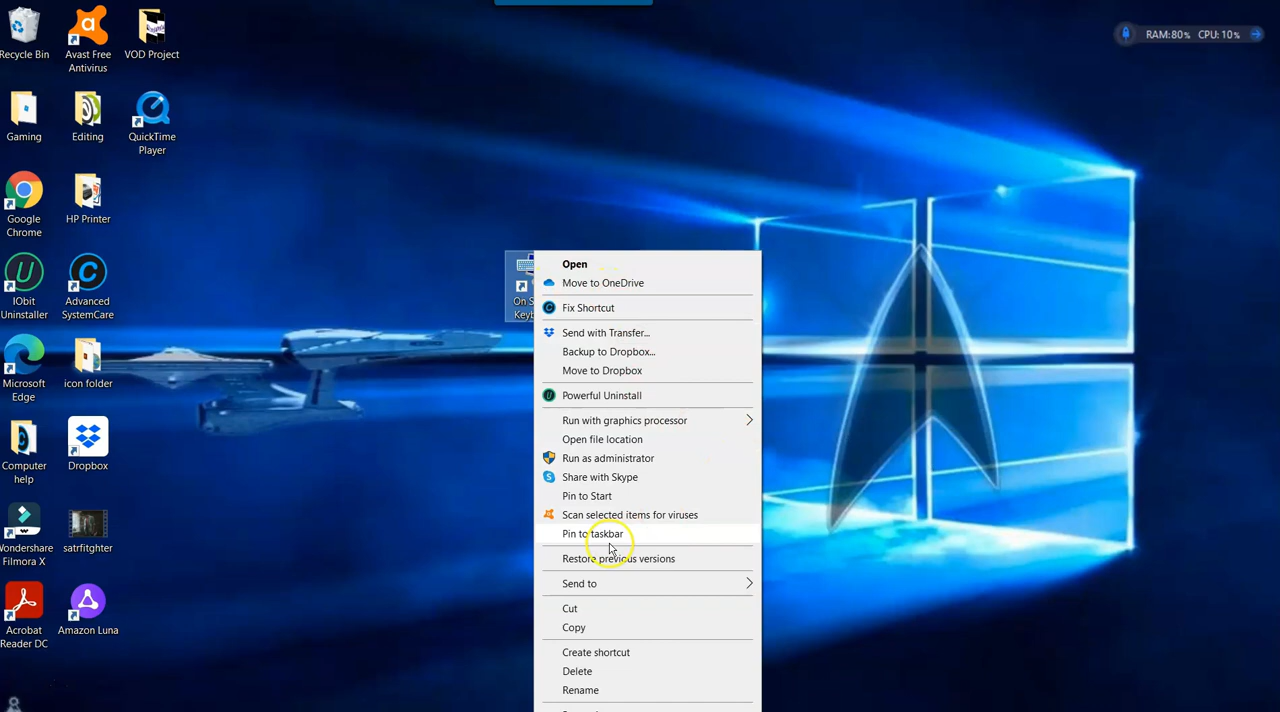 Recycle Bin
Avast Free
Antivirus
VOD Project
RAM:80% CPU: 10%
Gaming
Editing
QuickTime
Player
Google
Chrome
HP Printer
IObit
Uninstaller
Advanced
SystemCare
Microsoft
Edge
icon folder
Computer
help
Dropbox
Wondershare
Filmora X
satrfitghter
Acrobat
Reader DC
Amazon Luna
On S
Keyb
Open
Move to OneDrive
Fix Shortcut
Send with Transfer...
Backup to Dropbox...
Move to Dropbox
Powerful Uninstall
Run with graphics processor
Open file location
Run as administrator
Share with Skype
Pin to Start
Scan selected items for viruses
Pin to taskbar
Restore previous versions
Send to
Cut
Copy
Create shortcut
Delete
Rename